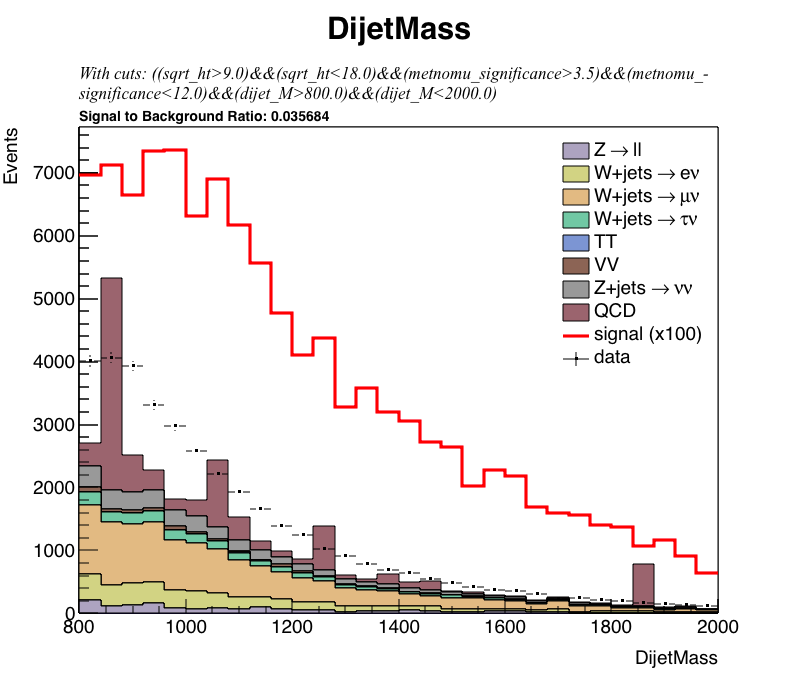 DijetMass
With cuts: ((sqrt_ht>9.0)&&(sqrt_ht<18.0)&&(metnomu_significance>3.5)&&(metnomu_-
significance<12.0)&&(dijet_M>800.0)&&(dijet_M<2000.0)
Signal to Background Ratio: 0.035684
Events
7000
6000
5000
4000
3000
2000
1000
0
Z → ll
W+jets → eν
W+jets → μν
W+jets → τν
TT
VV
Z+jets → νν
QCD
signal (x100)
data
800 1000 1200 1400 1600 1800 2000
DijetMass